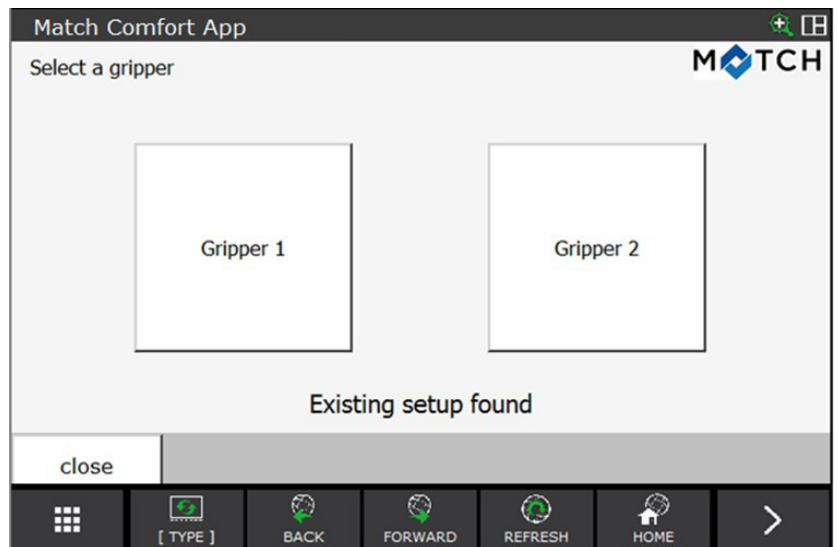 Match Comfort App
Select a gripper
MATCH
Gripper 1
Gripper 2
Existing setup found
close
[ TYPE ]
BACK
FORWARD
REFRESH
HOME